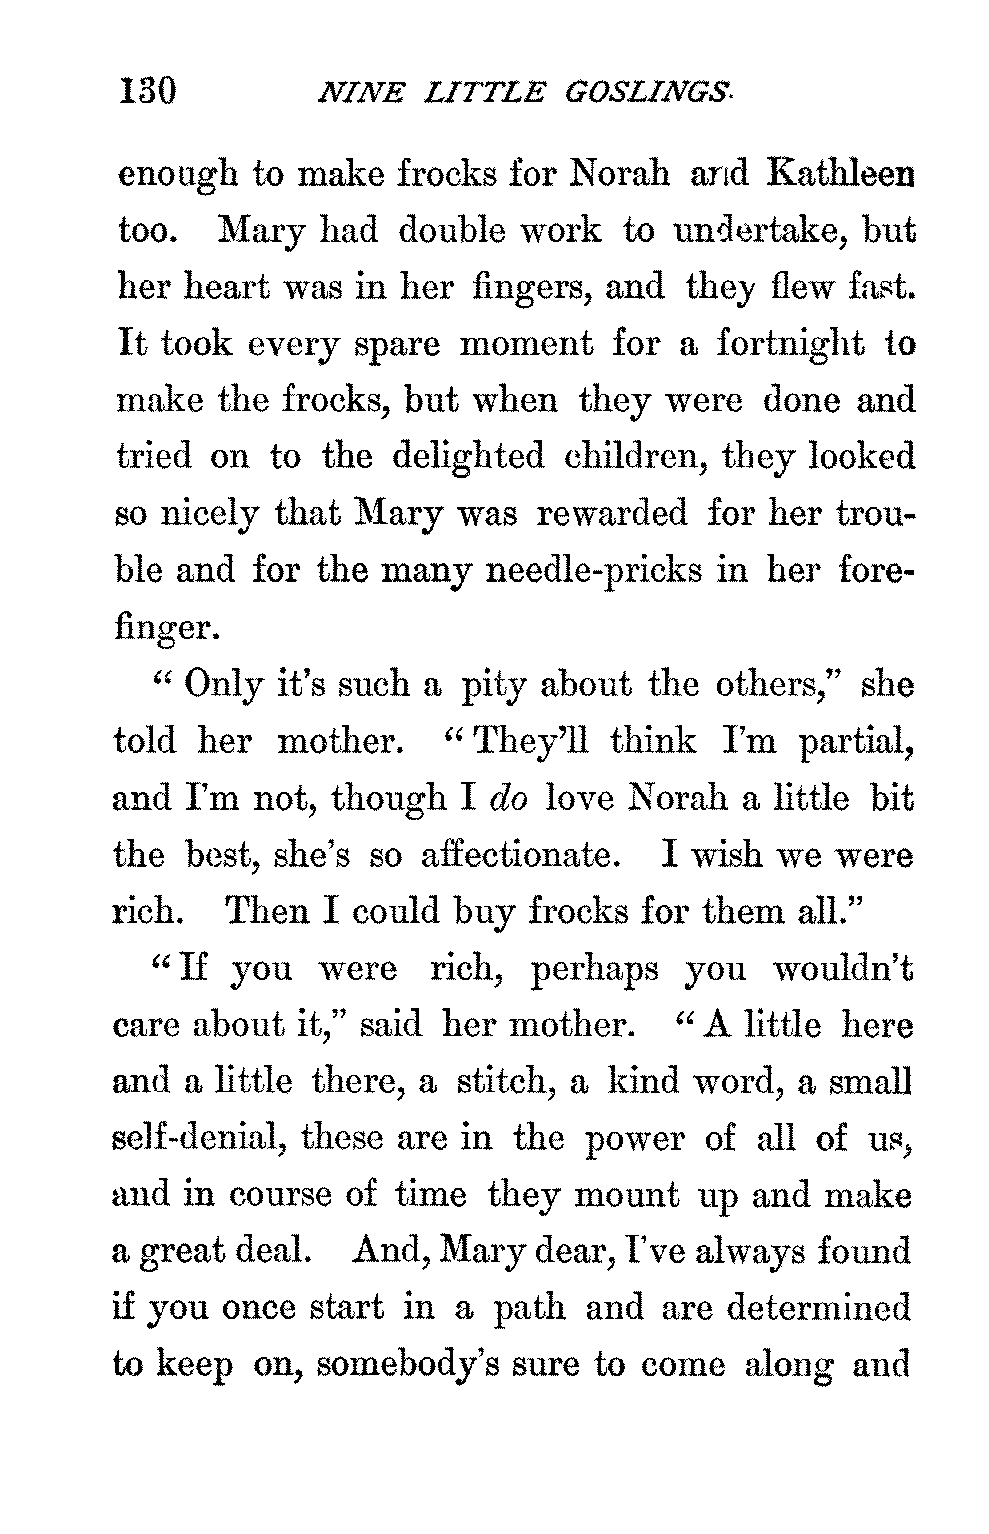 130 NINE LITTLE GOSLINGS.
enough to make frocks for Norah and Kathleen
too. Mary had double work to undertake, but
her heart was in her fingers, and they flew fast.
It took every spare moment for a fortnight to
make the frocks, but when they were done and
tried on to the delighted children, they looked
so nicely that Mary was rewarded for her trou-
ble and for the many needle-pricks in her fore-
finger.
“ Only it’s such a pity about the others,” she
told her mother. “ They’ll think I’m partial,
and I’m not, though I do love Norah a little bit
the best, she’s so affectionate. I wish we were
rich. Then I could buy frocks for them all.”
“ If you were rich, perhaps you wouldn’t
care about it,” said her mother. “ A little here
and a little there, a stitch, a kind word, a small
self-denial, these are in the power of all of us,
and in course of time they mount up and make
a great deal. And, Mary dear, I’ve always found
if you once start in a path and are determined
to keep on, somebody’s sure to come along and